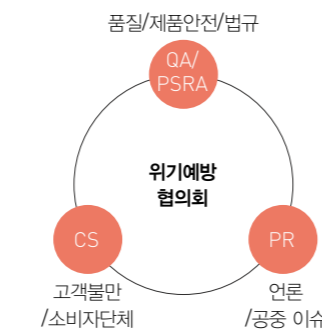 품질/제품안전/법규
QA/
PSRA
위기예방
협의회
CS
PR
고객불만
/소비자단체
언론
/공중 이슈